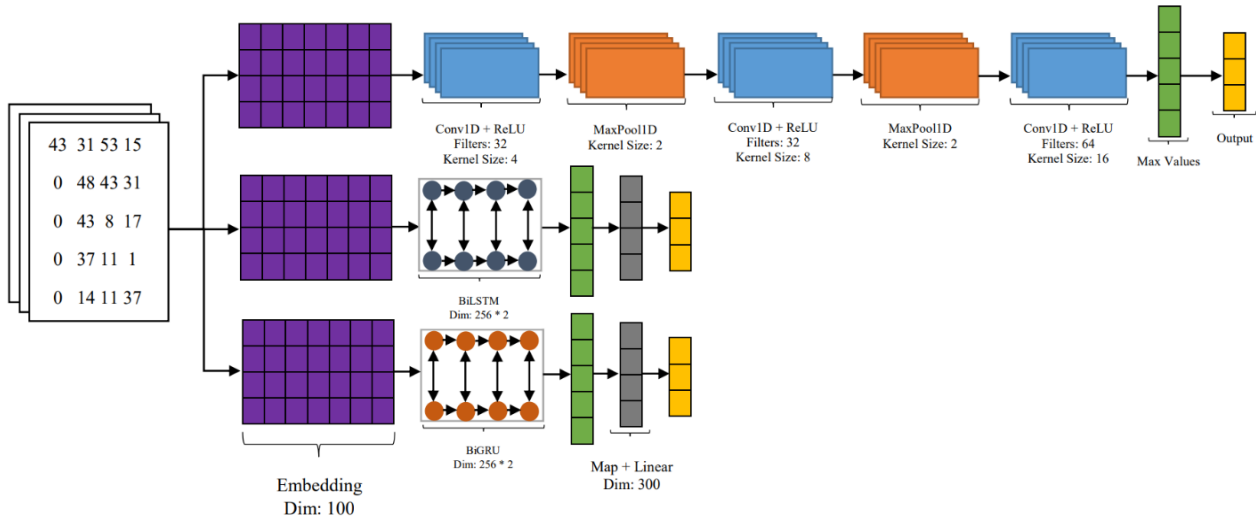 43 31 53 15
0 48 43 31
0 43 8 17
0 37 11 1
0 14 11 37
Conv1D + ReLU
Filters: 32
Kernel Size: 4
MaxPool1D
Kernel Size: 2
Conv1D + ReLU
Filters: 32
Kernel Size: 8
MaxPool1D
Kernel Size: 2
Conv1D + ReLU
Filters: 64
Kernel Size: 16
Max Values
Output
BiLSTM
Dim: 256 * 2
BiGRU
Dim: 256 * 2
Embedding
Dim: 100
Map + Linear
Dim: 300